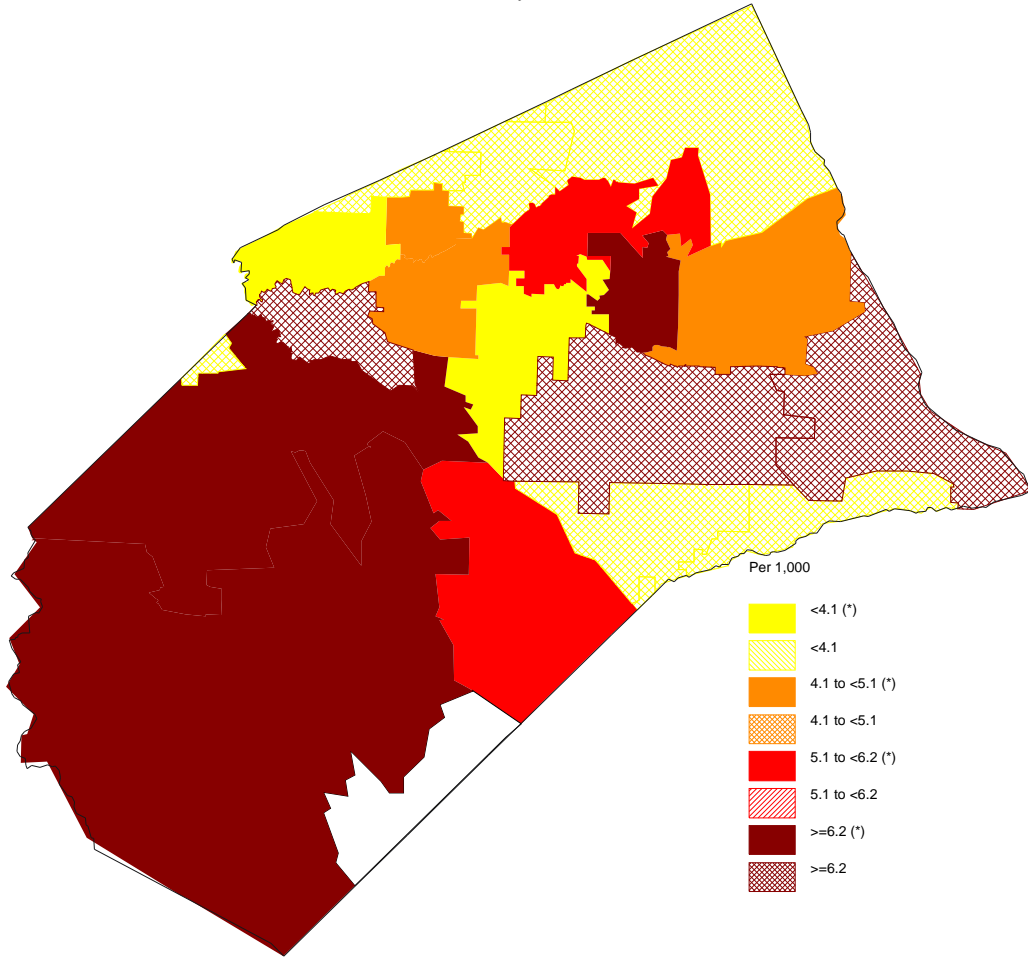 Per 1,000
<4.1 (*)
<4.1
4.1 to <5.1 (*)
4.1 to <5.1
5.1 to <6.2 (*)
5.1 to <6.2
>=6.2 (*)
>=6.2